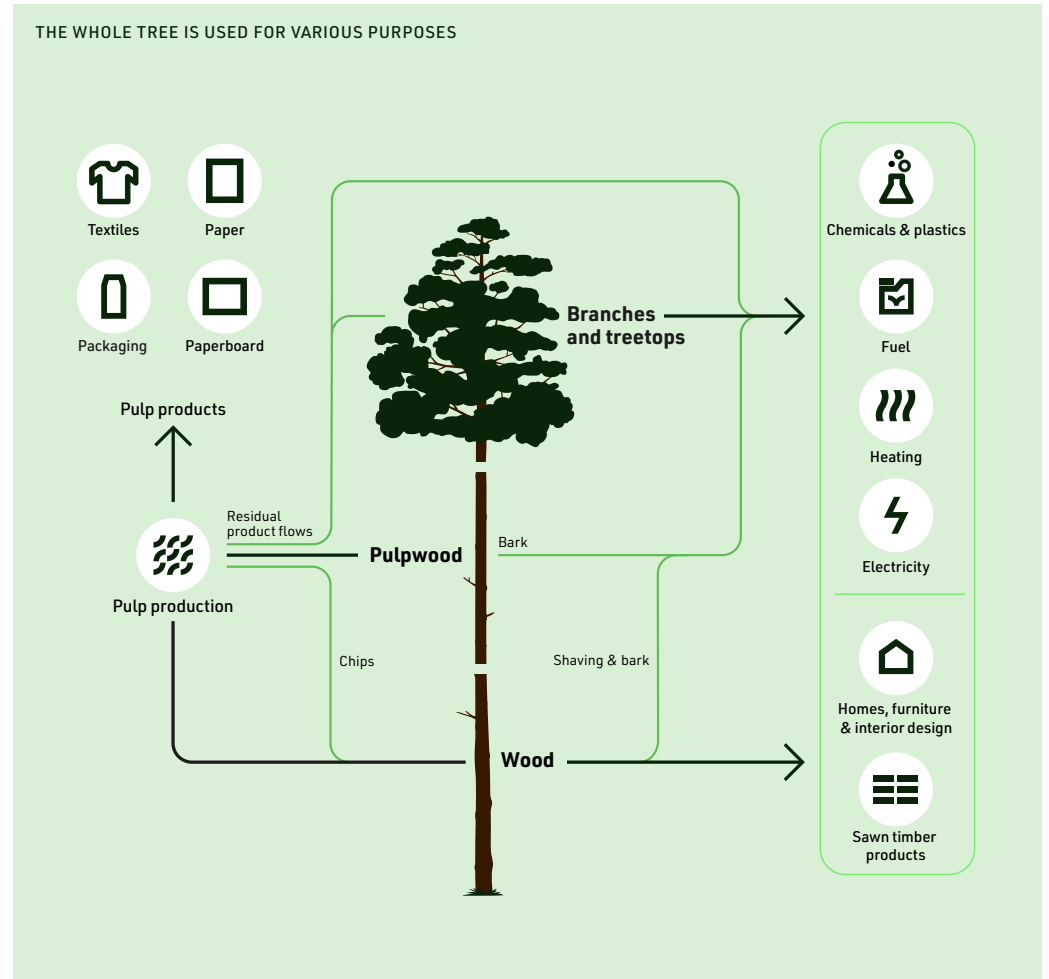 THE WHOLE TREE IS USED FOR VARIOUS PURPOSES
Textiles
Paper
Packaging
Paperboard
Pulp products
Residual
product flows
Pulp production
Chips
Branches
and treetops
Pulpwood
Bark
Shaving & bark
Wood
Chemicals & plastics
Fuel
Heating
Electricity
Homes, furniture
& interior design
Sawn timber
products